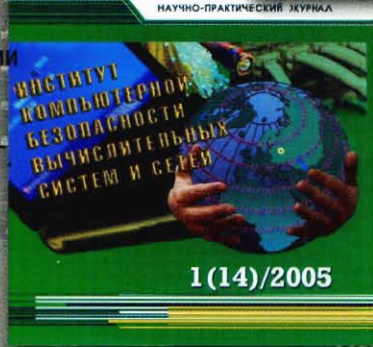 НАУЧНО-ПРАКТИЧЕСКИЙ ЖУРНАЛ
ИНСТИТУТ
КОМПЬЮТЕРНОЙ
БЕЗОПАСНОСТИ
ВЫЧИСЛИТЕЛЬНЫХ
СИСТЕМ И СЕТЕЙ
1(14)/2005